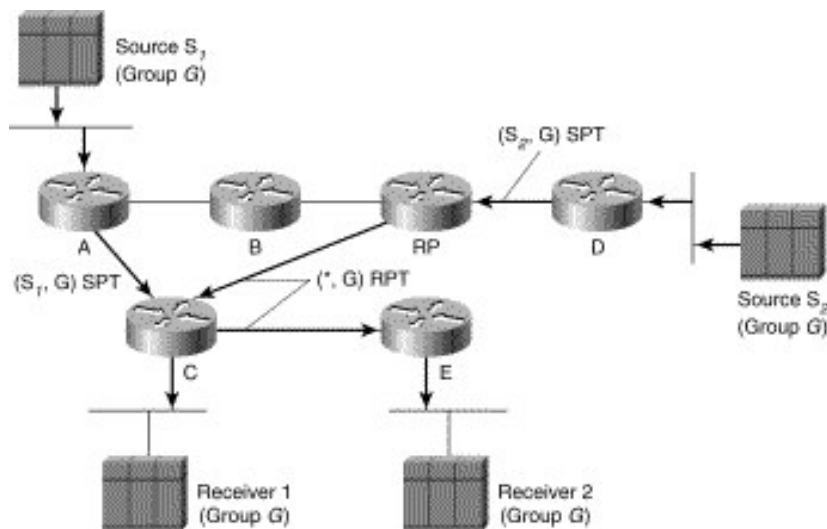 Source S1
(Group G)
(S2, G) SPT
A
B
RP
D
(S1, G) SPT
(*, G) RPT
Source S2
(Group G)
C
E
Receiver 1
(Group G)
Receiver 2
(Group G)